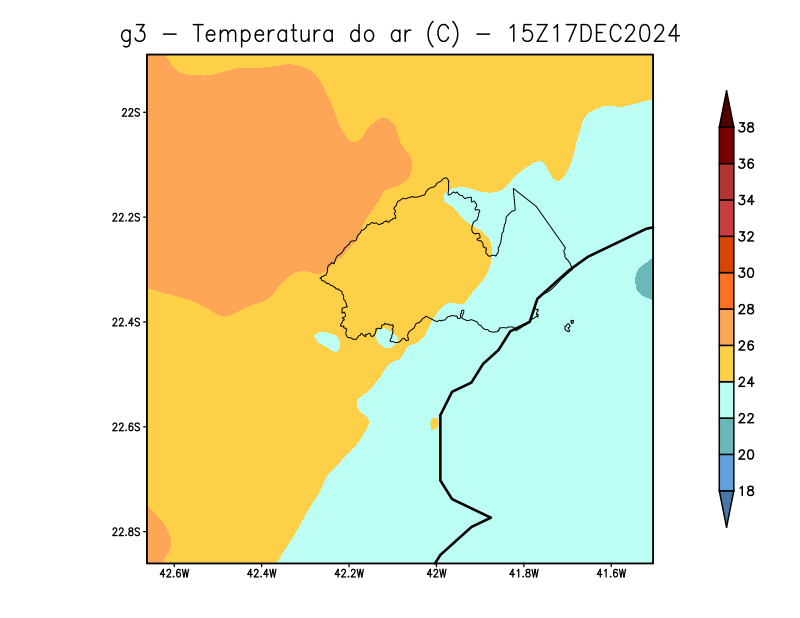 g3 – Temperatura do ar (C) – 15Z17DEC2024
22S
22.2S
22.4S
22.6S
22.8S
42.6W
42.4W
42.2W
42W
41.8W
41.6W
38
36
34
32
30
28
26
24
22
20
18